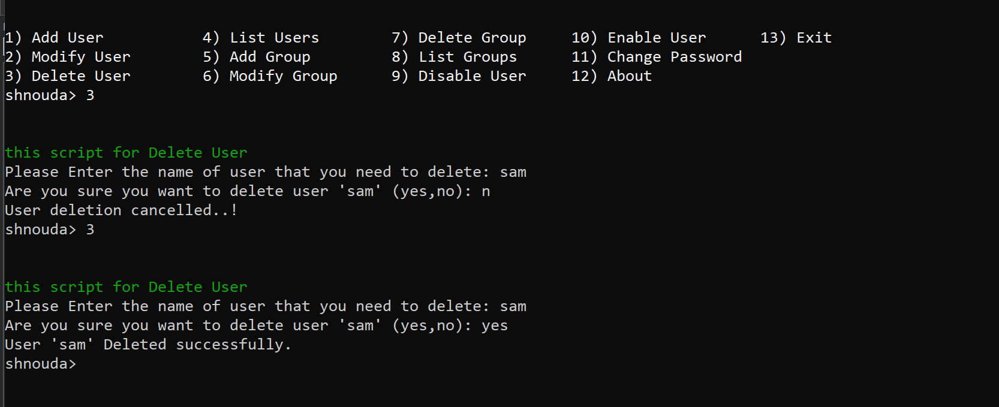 1) Add User 4) List Users 7) Delete Group 10) Enable User 13) Exit
2) Modify User 5) Add Group 8) List Groups 11) Change Password
3) Delete User 6) Modify Group 9) Disable User 12) About
shnouda> 3
this script for Delete User
Please Enter the name of user that you need to delete: sam
Are you sure you want to delete user 'sam' (yes,no): n
User deletion cancelled..!
shnouda> 3
this script for Delete User
Please Enter the name of user that you need to delete: sam
Are you sure you want to delete user 'sam' (yes,no): yes
User 'sam' Deleted successfully.
shnouda>